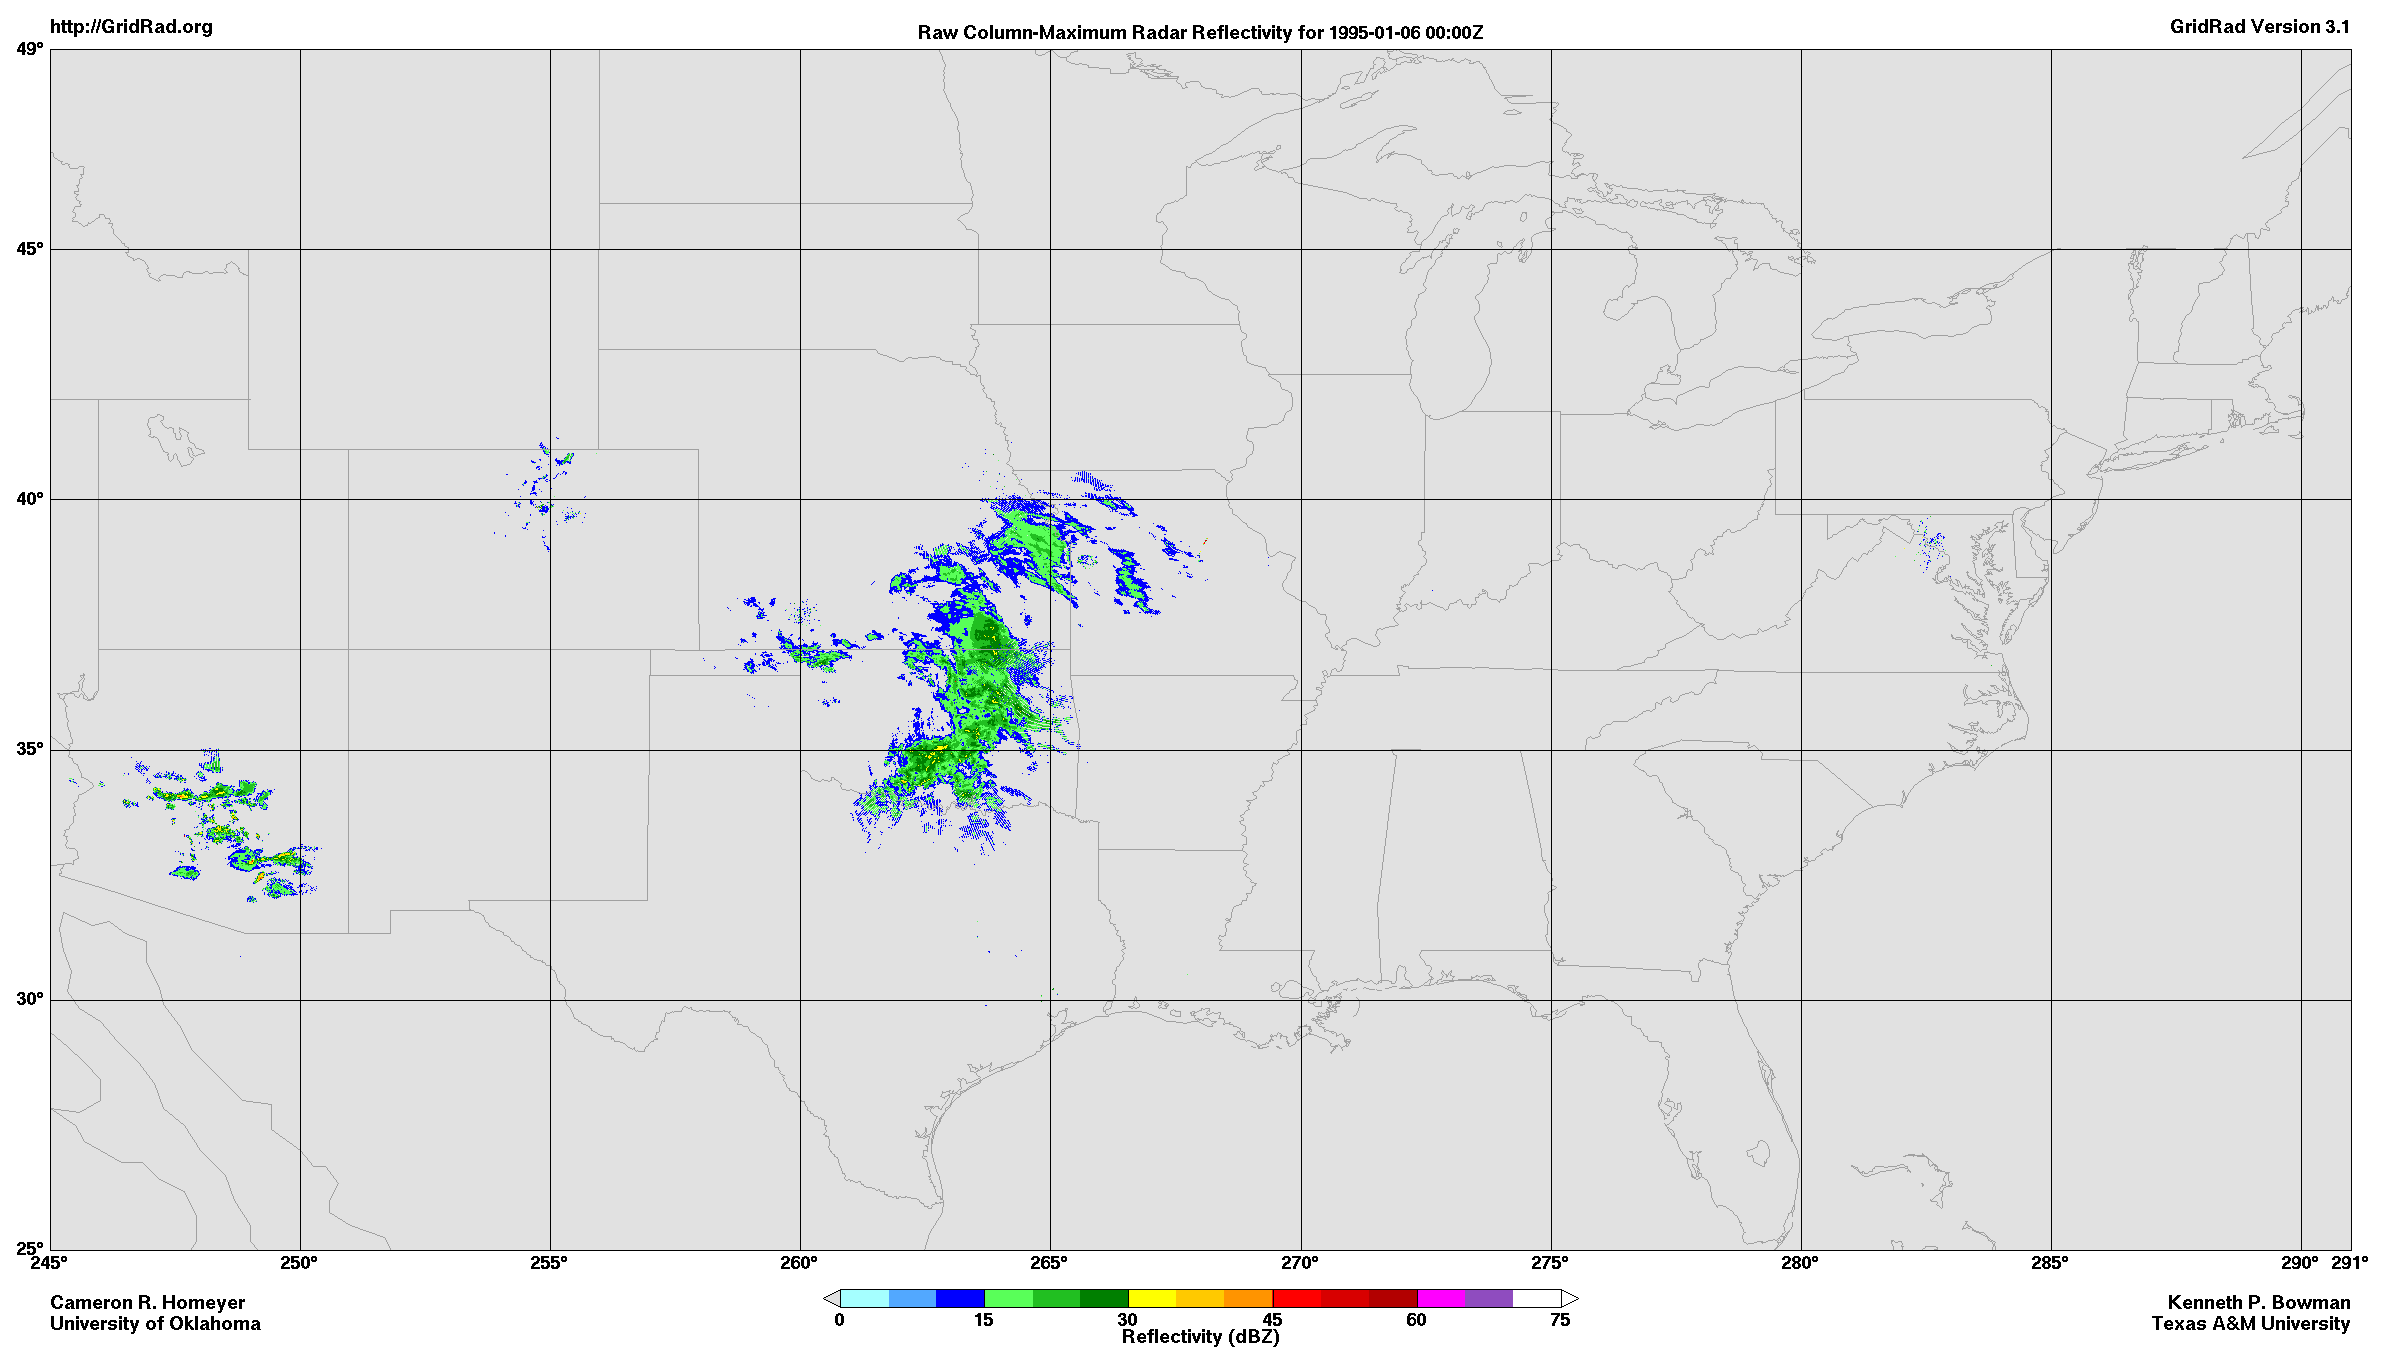 http://GridRad.org
Raw Column-Maximum Radar Reflectivity for 1995-01-06 00:00Z
GridRad Version 3.1
49°
45°
40°
35°
30°
25°
245° 250° 255° 260° 265° 270° 275° 280° 285° 290° 291°
0 15 30 45 60 75
Reflectivity (dBZ)
Cameron R. Homeyer
University of Oklahoma
Kenneth P. Bowman
Texas A&M University